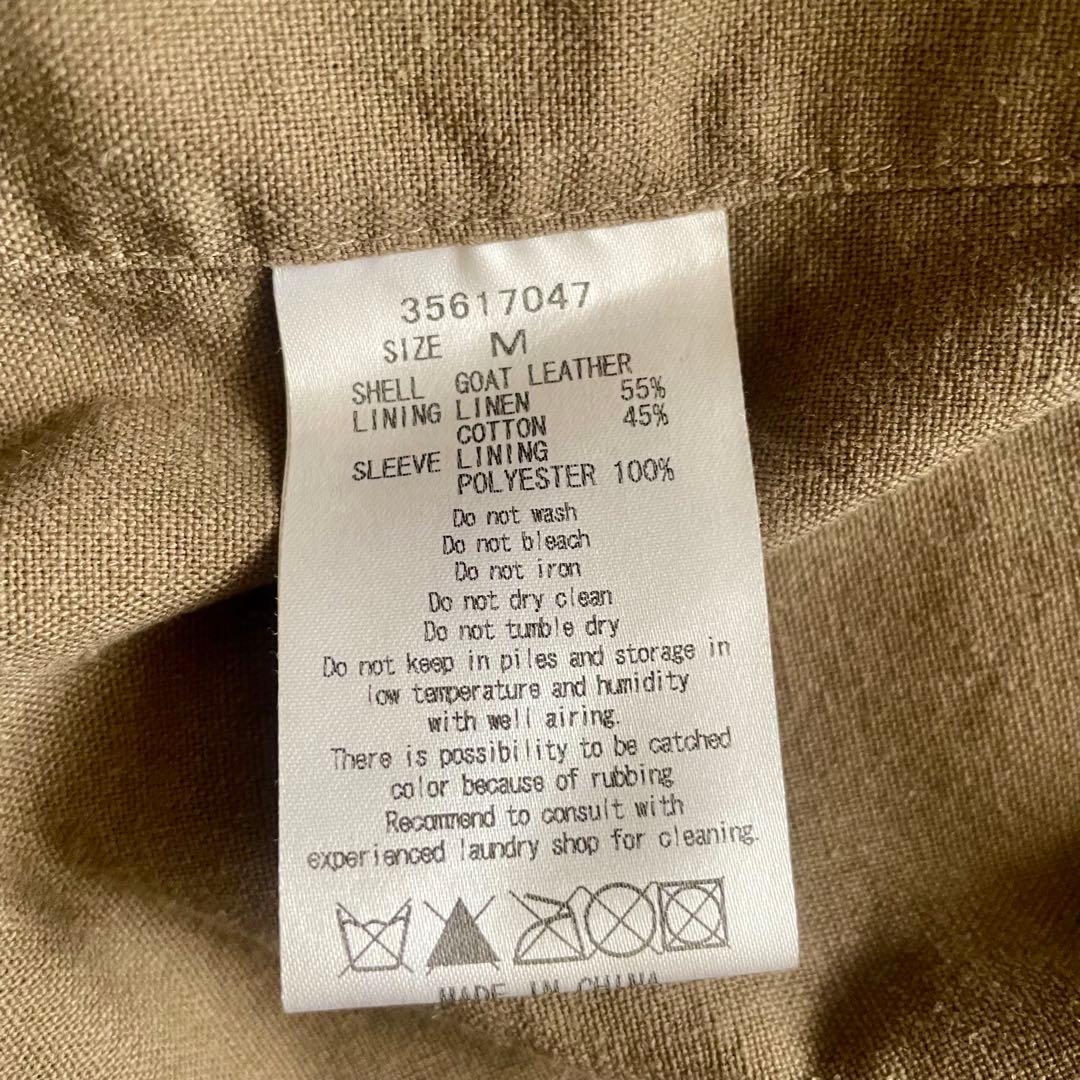 35617047
SIZE M
SHELL GOAT LEATHER
LINING LINEN 55%
COTTON 45%
SLEEVE LINING
POLYESTER 100%
Do not wash
Do not bleach
Do not iron
Do not dry clean
Do not tumble dry
Do not keep in piles and storage in
low temperature and humidity
with well airing.
There is possibility to be catched
color because of rubbing
Recommend to consult with
experienced laundry shop for cleaning.
MADE IN CHINA